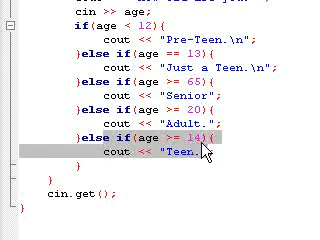 cin >> age;
if(age < 12){
cout << "Pre-Teen.\n";
}else if(age == 13){
cout << "Just a Teen.\n";
}else if(age >= 65){
cout << "Senior";
}else if(age >= 20){
cout << "Adult.";
}else if(age >= 14){
cout << "Teen.
}
}
cin.get();
}